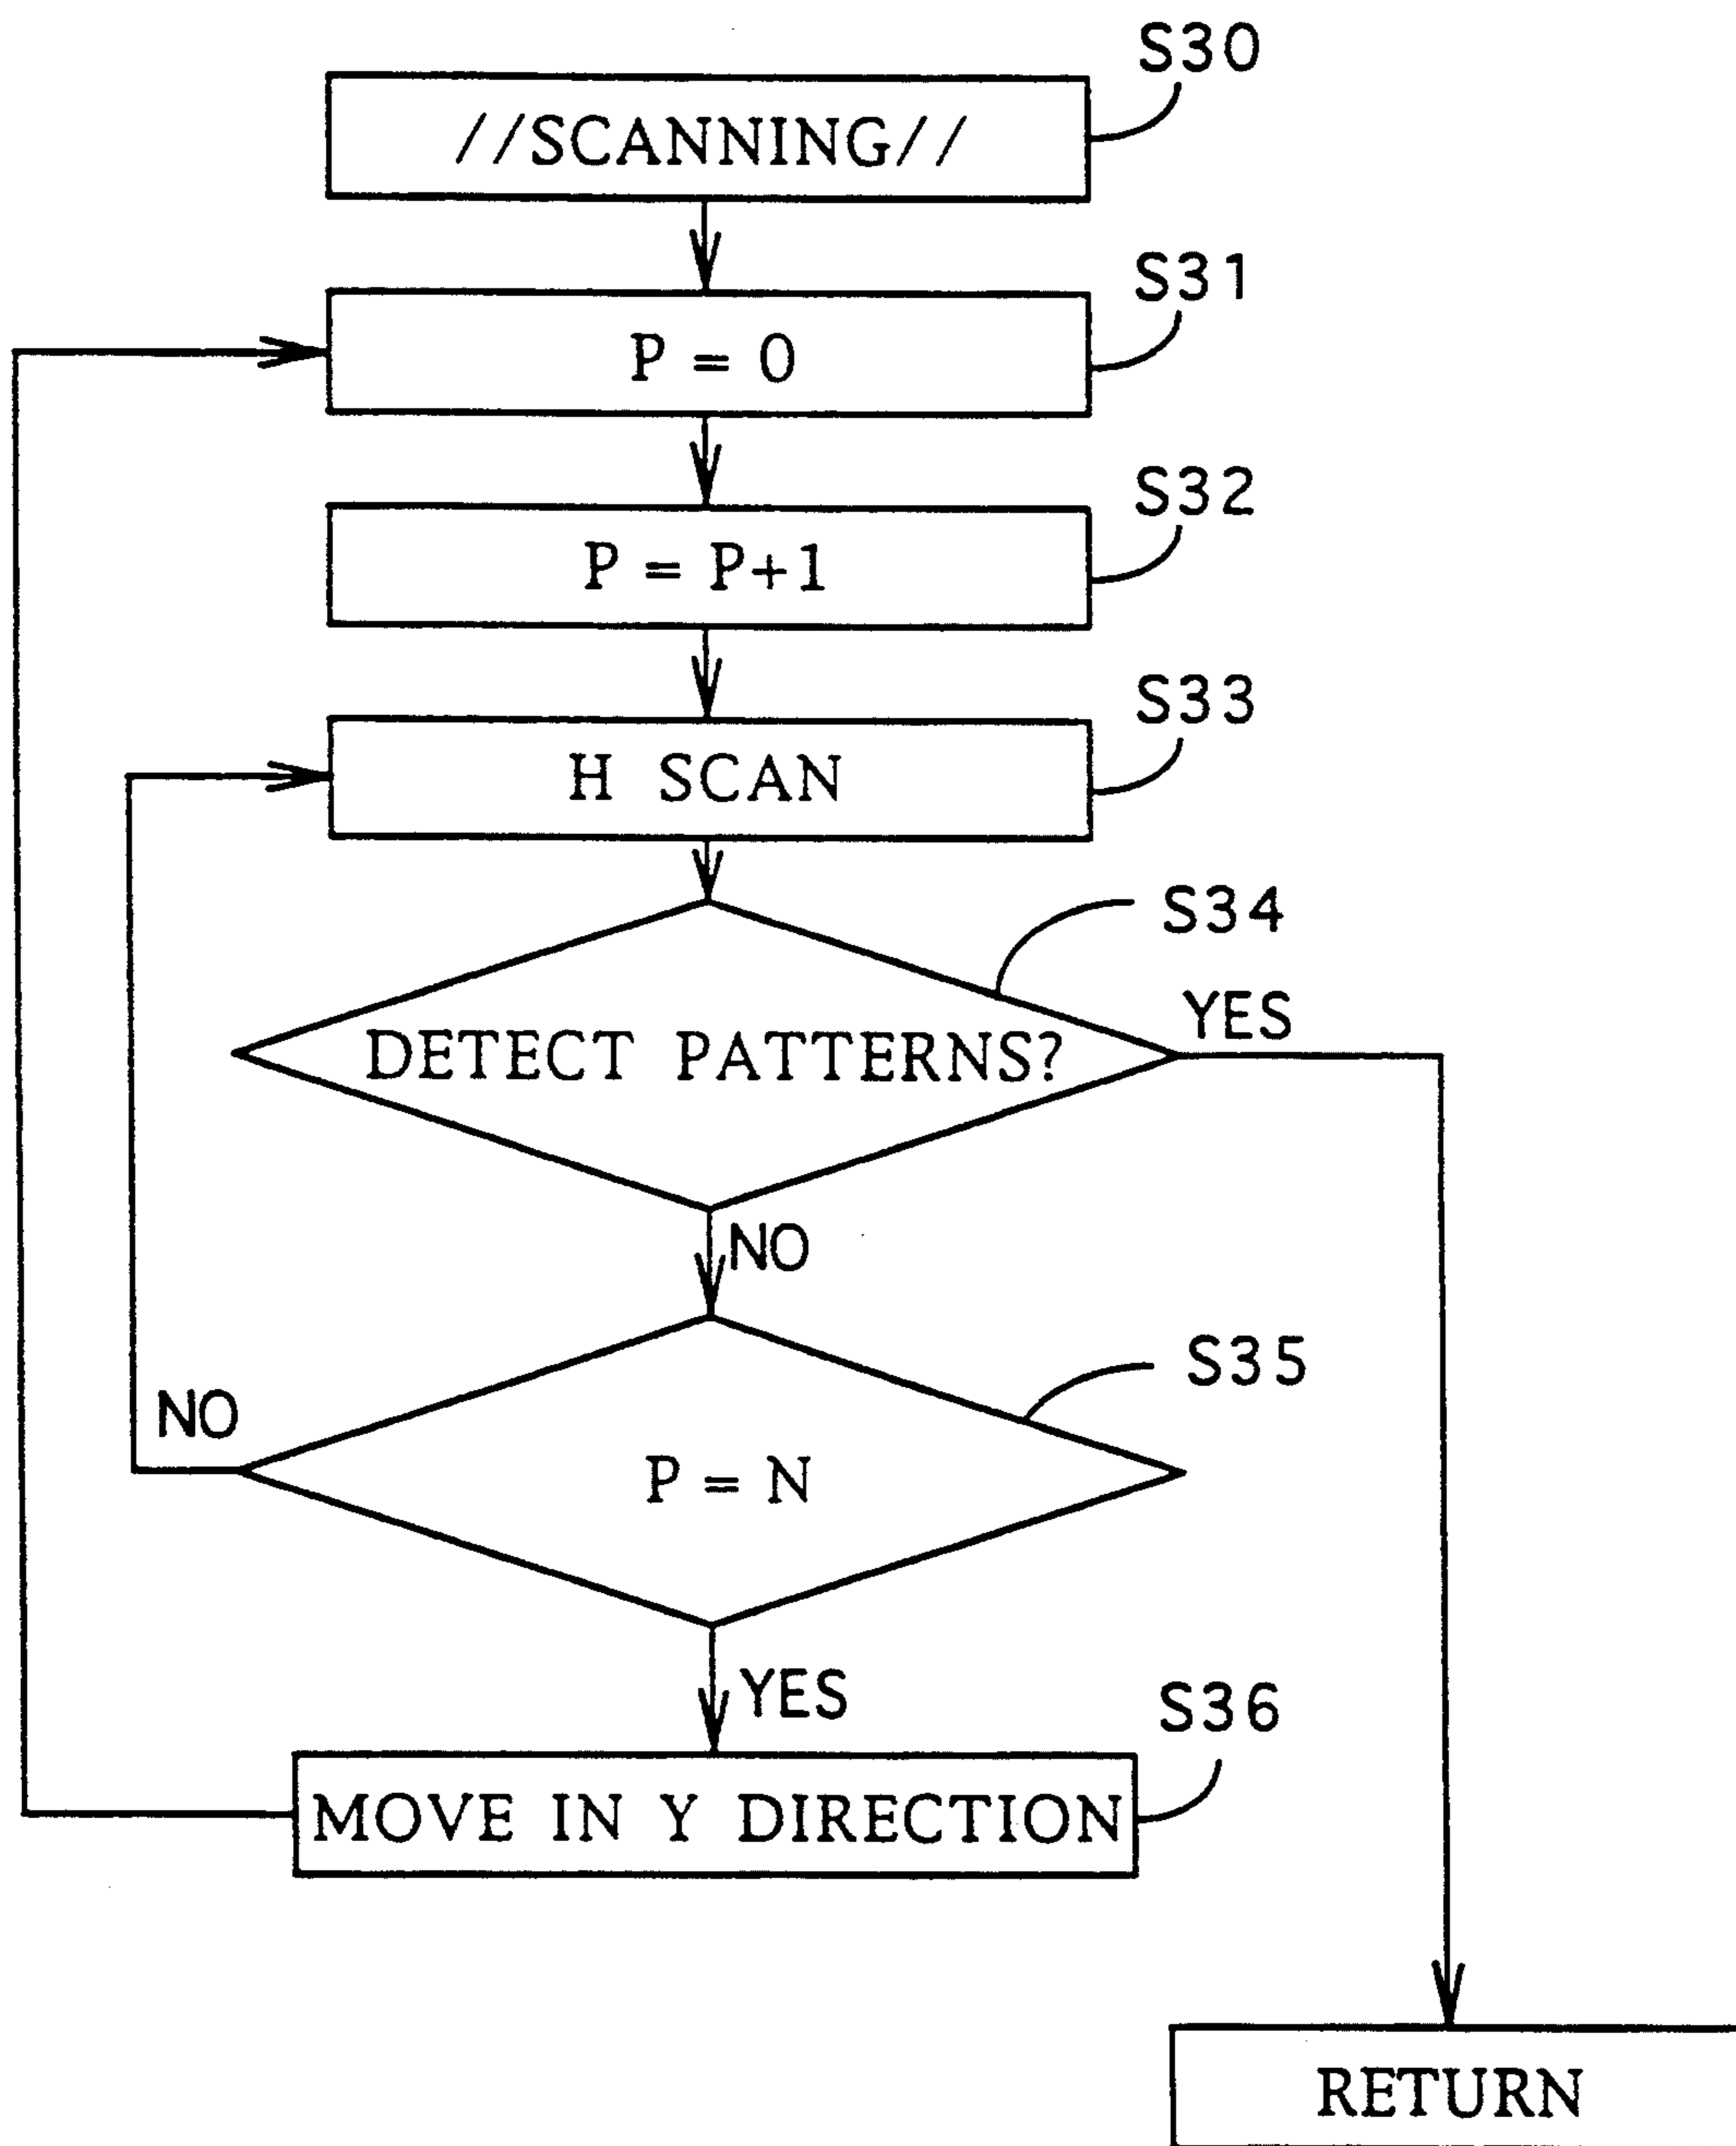 S30
//SCANNING//
S31
P = 0
S32
P = P+1
S33
H SCAN
S34
YES
DETECT PATTERNS?
NO
S35
NO
P = N
YES
S36
MOVE IN Y DIRECTION
RETURN